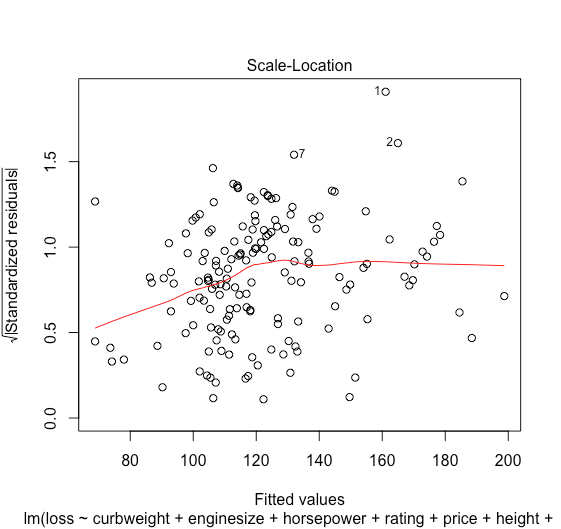 Scale-Location
√|Standardized residuals|
0.0 0.5 1.0 1.5
1
2
7
80 100 120 140 160 180 200
Fitted values
lm(loss ~ curbweight + enginesize + horsepower + rating + price + height +